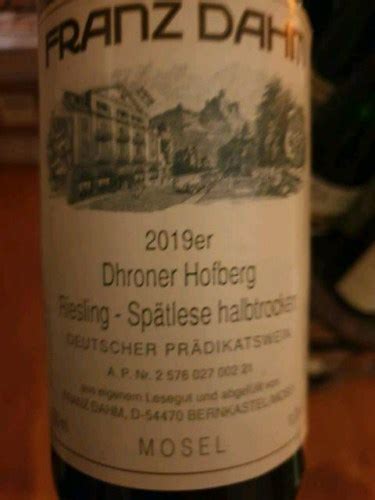 FRANZ DAHM
2019er
Dhroner Hofberg
Riesling - Spätlese halbtrocken
DEUTSCHER PRÄDIKATSWEIN
A. P. Nr. 2 576 027 002 21
aus eigenem Lesegut und abgefüllt von
FRANZ DAHM, D-54470 BERNKASTEL/MOSEL
MOSEL